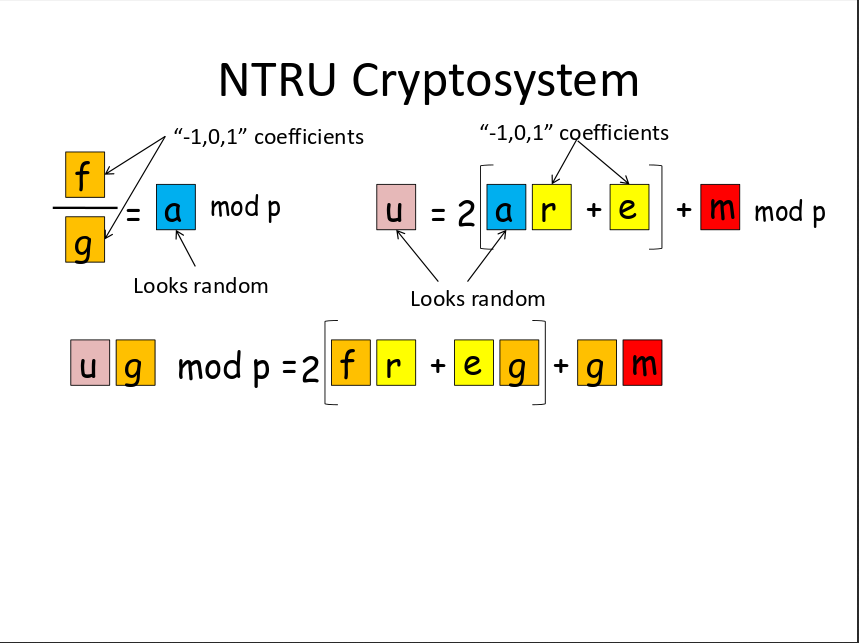 NTRU Cryptosystem
“-1,0,1” coefficients
“-1,0,1” coefficients
f
g
= a mod p
u = 2[ a r + e ] + m mod p
Looks random
Looks random
u g mod p =2[ f r + e g ] + g m